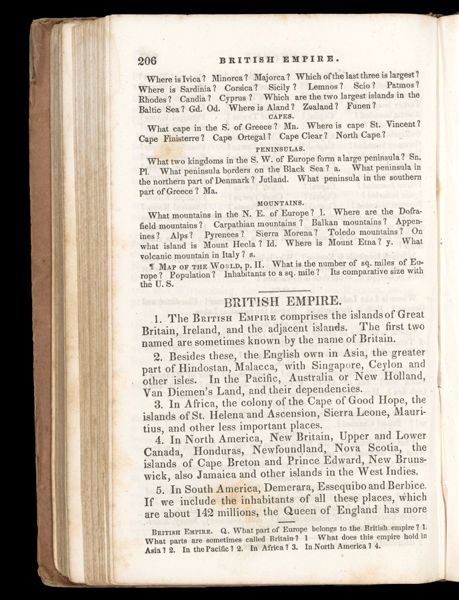 206 BRITISH EMPIRE.
Where is Ivica? Minorca? Majorca? Which of the last three is largest?
Where is Sardinia? Corsica? Sicily? Lemnos? Scio? Patmos?
Rhodes? Candia? Cyprus? Which are the two largest islands in the
Baltic Sea? Gd. Od. Where is Aland? Zealand? Funen?
CAPES.
What cape in the S. of Greece? Mn. Where is cape St. Vincent?
Cape Finisterre? Cape Ortegal? Cape Clear? North Cape?
PENINSULAS.
What two kingdoms in the S. W. of Europe form a large peninsula? Sn.
Pl. What peninsula borders on the Black Sea? a. What peninsula in
the northern part of Denmark? Jutland. What peninsula in the southern
part of Greece? Ma.
MOUNTAINS.
What mountains in the N. E. of Europe? l. Where are the Dofra-
field mountains? Carpathian mountains? Balkan mountains? Appen-
ines? Alps? Pyrenees? Sierra Morena? Toledo mountains? On
what island is Mount Hecla? Id. Where is Mount Etna? y. What
volcanic mountain in Italy? s.
¶ MAP OF THE WORLD, p. II. What is the number of sq. miles of Eu-
rope? Population? Inhabitants to a sq. mile? Its comparative size with
the U. S.
BRITISH EMPIRE.
1. The BRITISH EMPIRE comprises the islands of Great
Britain, Ireland, and the adjacent islands. The first two
named are sometimes known by the name of Britain.
2. Besides these, the English own in Asia, the greater
part of Hindostan, Malacca, with Singapore, Ceylon and
other isles. In the Pacific, Australia or New Holland,
Van Diemen's Land, and their dependencies.
3. In Africa, the colony of the Cape of Good Hope, the
islands of St. Helena and Ascension, Sierra Leone, Mauri-
tius, and other less important places.
4. In North America, New Britain, Upper and Lower
Canada, Honduras, Newfoundland, Nova Scotia, the
islands of Cape Breton and Prince Edward, New Bruns-
wick, also Jamaica and other islands in the West Indies.
5. In South America, Demerara, Essequibo and Berbice.
If we include the inhabitants of all these places, which
are about 142 millions, the Queen of England has more
BRITISH EMPIRE. Q. What part of Europe belongs to the British empire? 1.
What parts are sometimes called Britain? 1 What does this empire hold in
Asia? 2. In the Pacific? 2. In Africa? 3. In North America? 4.